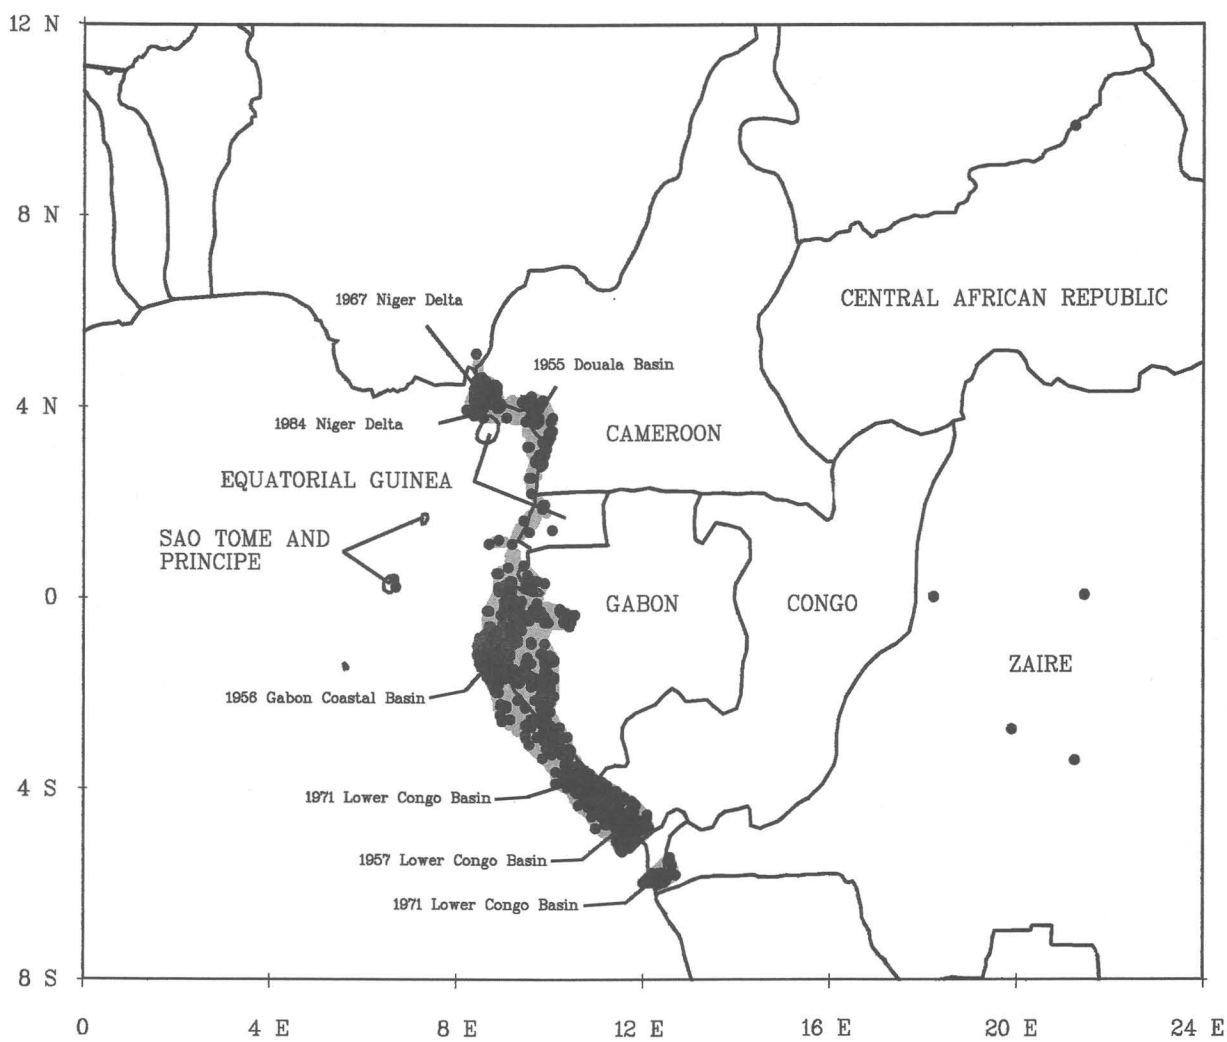 12 N
8 N
1967 Niger Delta
CENTRAL AFRICAN REPUBLIC
1955 Douala Basin
4 N
1984 Niger Delta
CAMEROON
EQUATORIAL GUINEA
SAO TOME AND
PRINCIPE
0
GABON
CONGO
ZAIRE
1956 Gabon Coastal Basin
4 S
1971 Lower Congo Basin
1957 Lower Congo Basin
1971 Lower Congo Basin
8 S
0
4 E
8 E
12 E
16 E
20 E
24 E